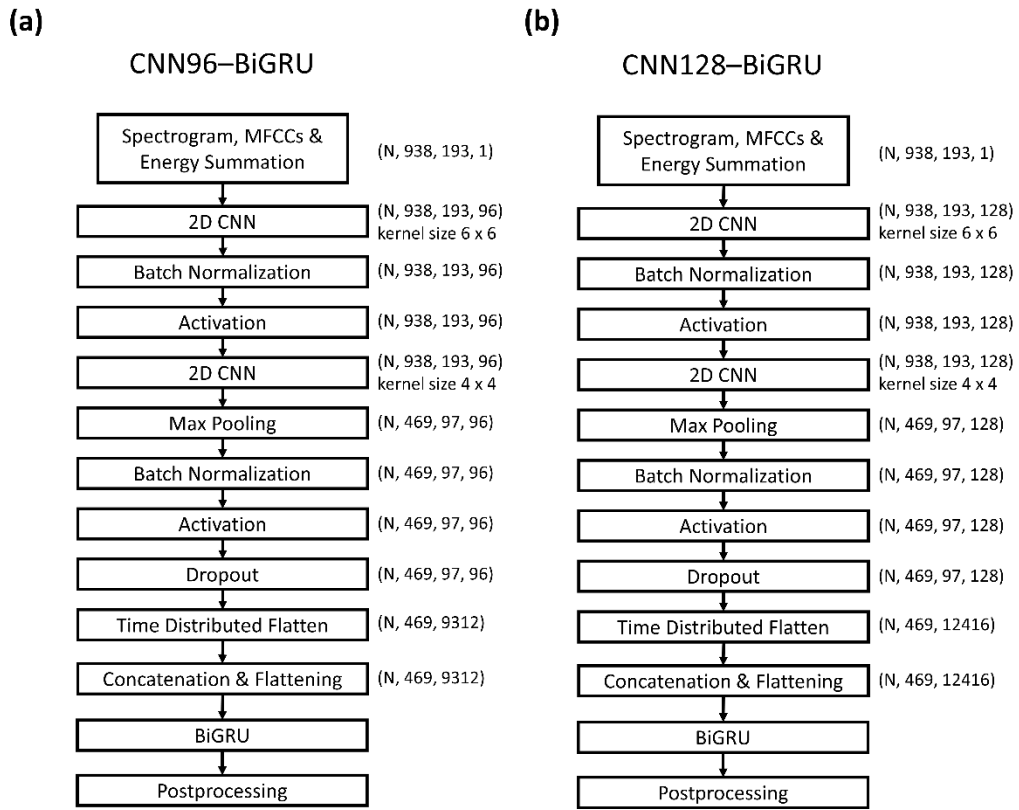 (a)
CNN96–BiGRU
Spectrogram, MFCCs &
Energy Summation
(N, 938, 193, 1)
2D CNN
(N, 938, 193, 96)
kernel size 6 x 6
Batch Normalization
(N, 938, 193, 96)
Activation
(N, 938, 193, 96)
2D CNN
(N, 938, 193, 96)
kernel size 4 x 4
Max Pooling
(N, 469, 97, 96)
Batch Normalization
(N, 469, 97, 96)
Activation
(N, 469, 97, 96)
Dropout
(N, 469, 97, 96)
Time Distributed Flatten
(N, 469, 9312)
Concatenation & Flattening
(N, 469, 9312)
BiGRU
Postprocessing
(b)
CNN128–BiGRU
Spectrogram, MFCCs &
Energy Summation
(N, 938, 193, 1)
2D CNN
(N, 938, 193, 128)
kernel size 6 x 6
Batch Normalization
(N, 938, 193, 128)
Activation
(N, 938, 193, 128)
2D CNN
(N, 938, 193, 128)
kernel size 4 x 4
Max Pooling
(N, 469, 97, 128)
Batch Normalization
(N, 469, 97, 128)
Activation
(N, 469, 97, 128)
Dropout
(N, 469, 97, 128)
Time Distributed Flatten
(N, 469, 12416)
Concatenation & Flattening
(N, 469, 12416)
BiGRU
Postprocessing